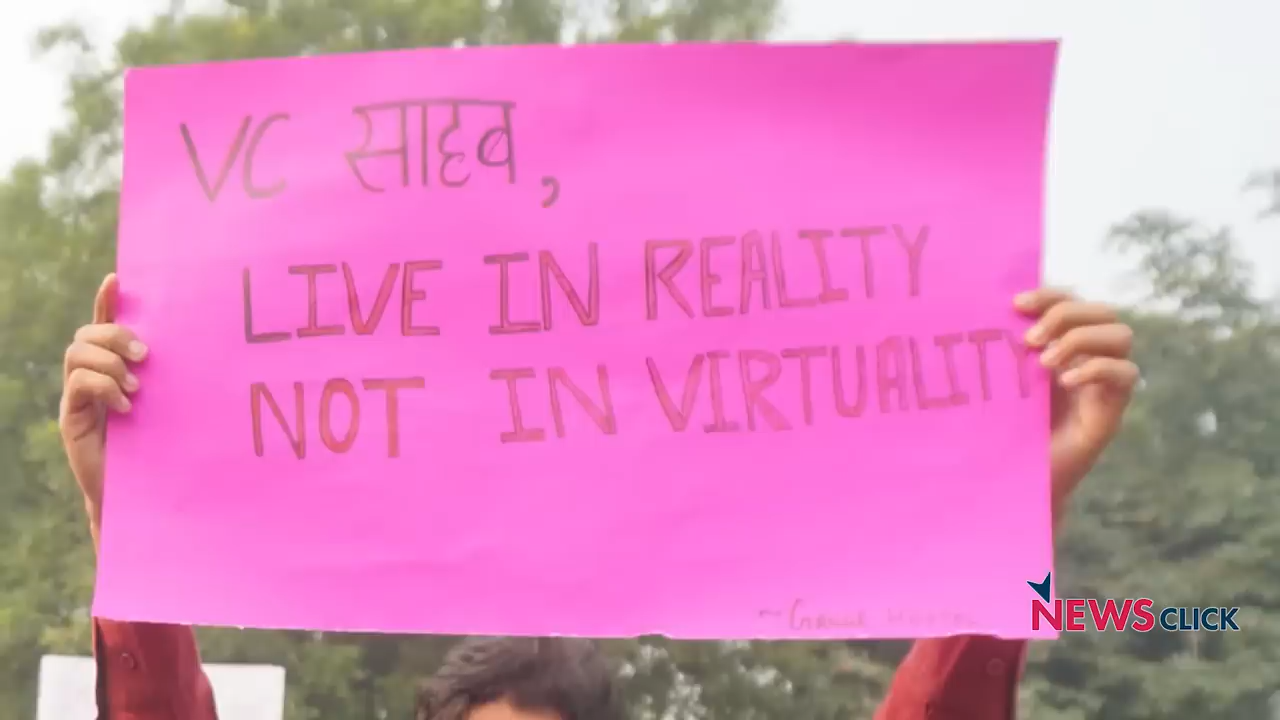 VC साहब,
LIVE IN REALITY
NOT IN VIRTUALITY
NEWSCLICK